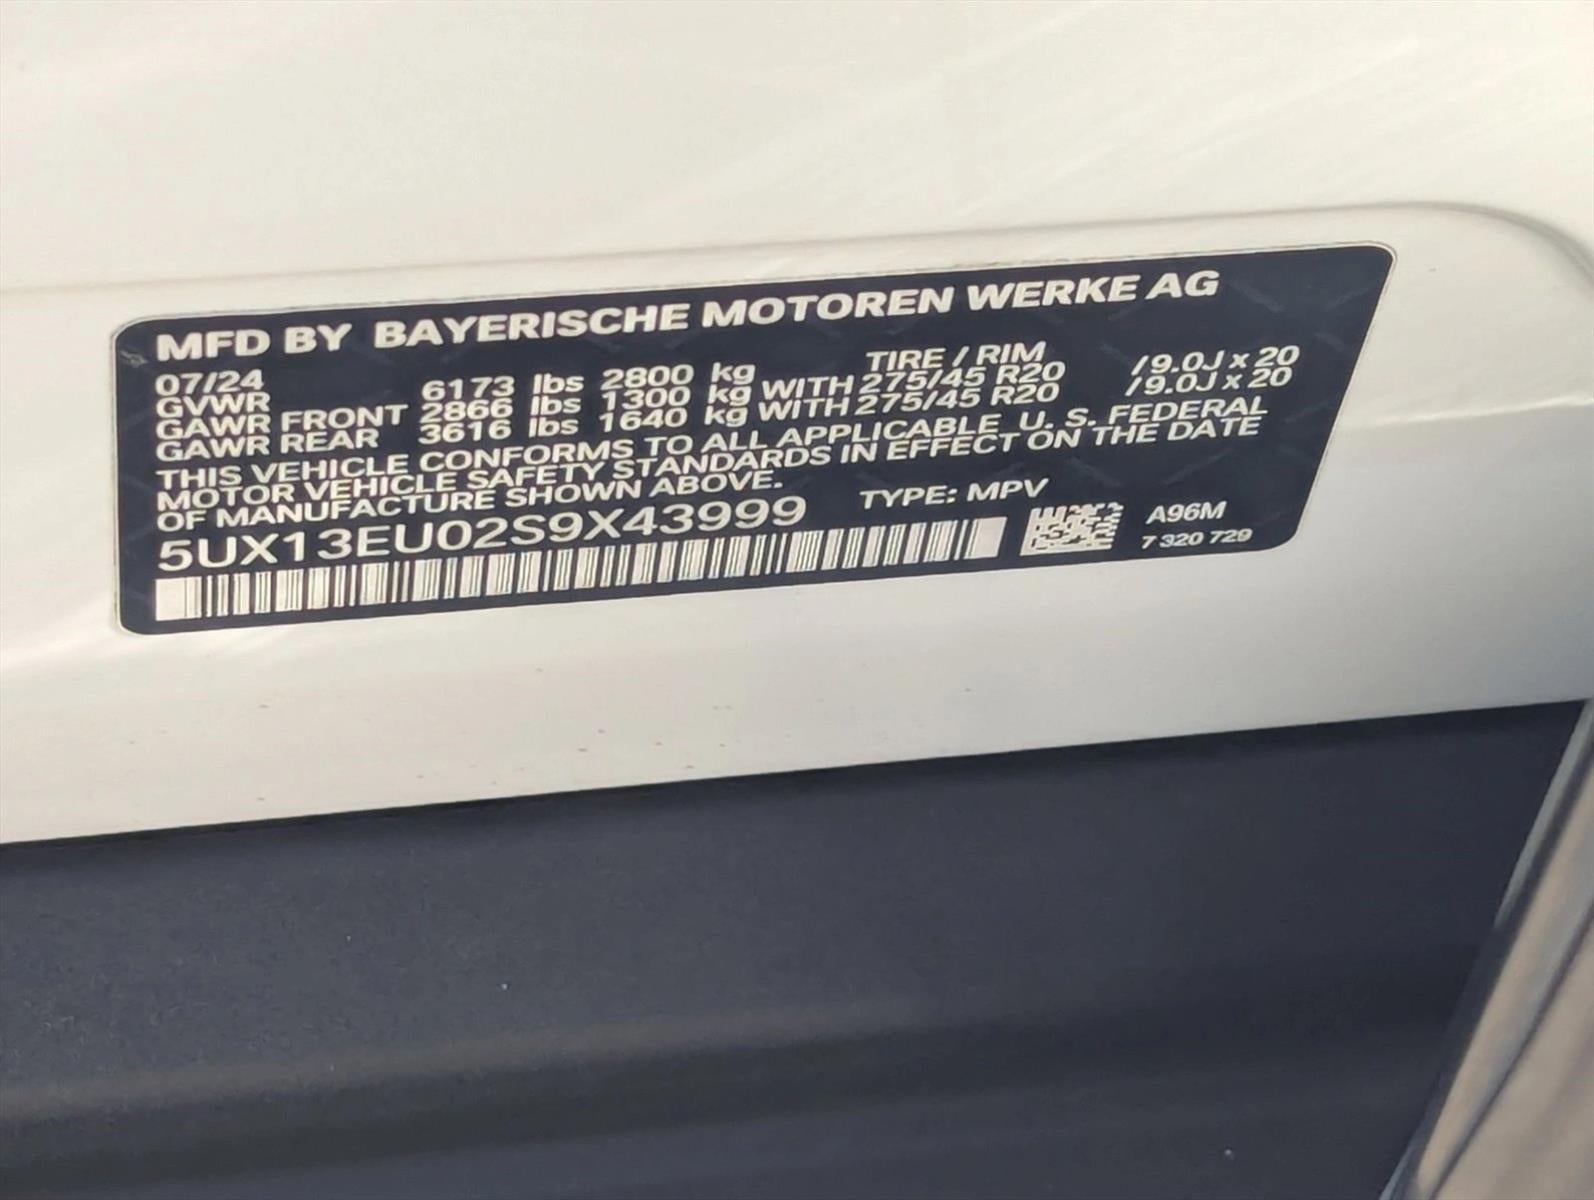 MFD BY BAYERISCHE MOTOREN WERKE AG
07/24 TIRE / RIM
GVWR 6173 lbs 2800 kg
GAWR FRONT 2866 lbs 1300 kg WITH 275/45 R20 /9.0J x 20
GAWR REAR 3616 lbs 1640 kg WITH 275/45 R20 /9.0J x 20
THIS VEHICLE CONFORMS TO ALL APPLICABLE U. S. FEDERAL
MOTOR VEHICLE SAFETY STANDARDS IN EFFECT ON THE DATE
OF MANUFACTURE SHOWN ABOVE.
5UX13EU02S9X43999 TYPE: MPV
A96M
7 320 729